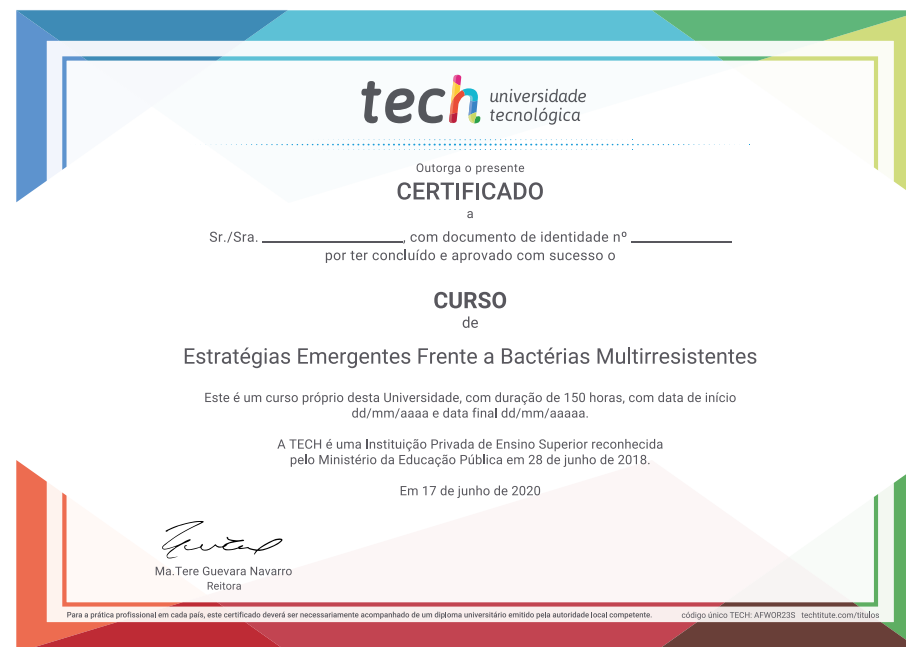 tech universidade
tecnológica
Outorga o presente
CERTIFICADO
a
Sr./Sra. ______________, com documento de identidade nº __________
por ter concluído e aprovado com sucesso o
CURSO
de
Estratégias Emergentes Frente a Bactérias Multirresistentes
Este é um curso próprio desta Universidade, com duração de 150 horas, com data de início
dd/mm/aaaa e data final dd/mm/aaaaa.
A TECH é uma Instituição Privada de Ensino Superior reconhecida
pelo Ministério da Educação Pública em 28 de junho de 2018.
Em 17 de junho de 2020
Ma.Tere Guevara Navarro
Reitora
Para a prática profissional em cada país, este certificado deverá ser necessariamente acompanhado de um diploma universitário emitido pela autoridade local competente. código único TECH: AFWOR23S techtitute.com/titulos